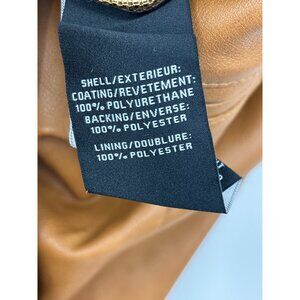 SHELL/EXTERIEUR:
COATING/REVETEMENT:
100% POLYURETHANE
BACKING/ENVERSE:
100% POLYESTER
LINING/DOUBLURE:
100% POLYESTER